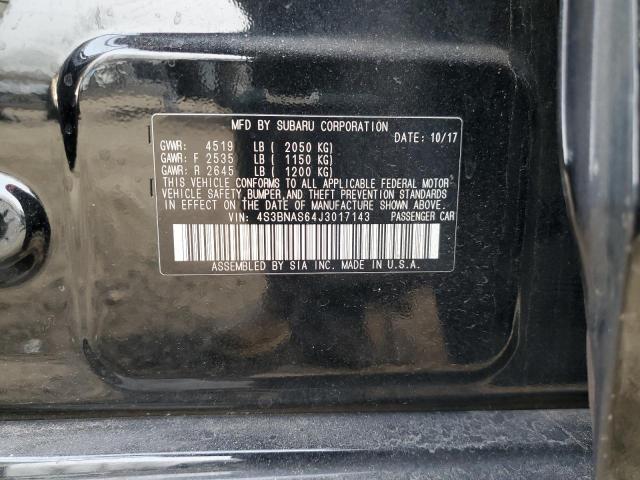 MFD BY SUBARU CORPORATION
DATE: 10/17
GVWR: 4519 LB ( 2050 KG)
GAWR: F 2535 LB ( 1150 KG)
GAWR: R 2645 LB ( 1200 KG)
THIS VEHICLE CONFORMS TO ALL APPLICABLE FEDERAL MOTOR
VEHICLE SAFETY, BUMPER, AND THEFT PREVENTION STANDARDS
IN EFFECT ON THE DATE OF MANUFACTURE SHOWN ABOVE.
VIN: 4S3BNAS64J3017143 PASSENGER CAR
ASSEMBLED BY SIA INC. MADE IN U.S.A.